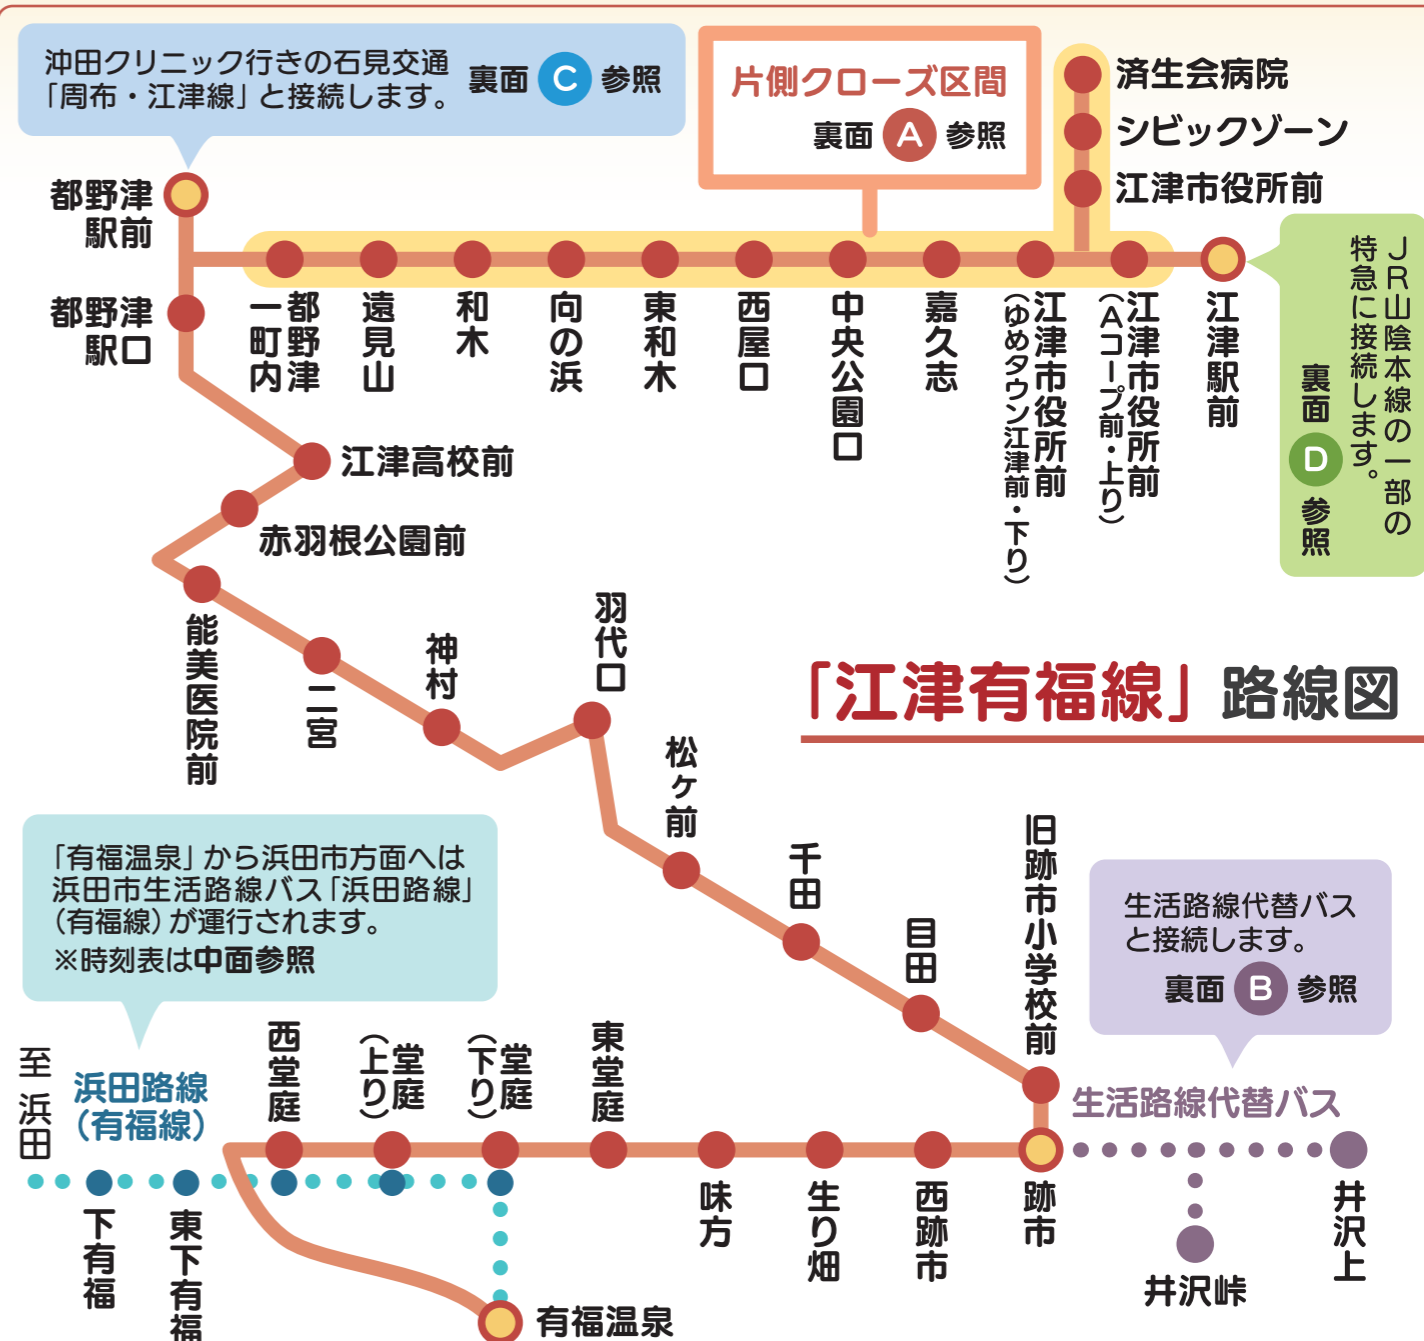 沖田クリニック行きの石見交通
「周布・江津線」と接続します。
裏面 C 参照
片側クローズ区間
裏面 A 参照
済生会病院
シビックゾーン
江津市役所前
都野津
駅前
都野津
駅口
都野津
一町内
遠見山
和木
向の浜
東和木
西屋口
中央公園口
嘉久志
江津市役所前
（ゆめタウン江津前・下り）
江津市役所前
（Aコープ前・上り）
江津駅前
JR山陰本線の一部の
特急に接続します。
裏面 D 参照
江津高校前
赤羽根公園前
能美医院前
二宮
神村
羽代口
「江津有福線」路線図
松ヶ前
千田
目田
旧跡市小学校前
「有福温泉」から浜田市方面へは
浜田市生活路線バス「浜田路線」
（有福線）が運行されます。
※時刻表は中面参照
生活路線代替バス
と接続します。
裏面 B 参照
至 浜田
浜田路線
（有福線）
西堂庭
堂庭
（上り）
堂庭
（下り）
東堂庭
生活路線代替バス
下有福
東下有福
味方
生り畑
西跡市
跡市
井沢峠
井沢上
有福温泉